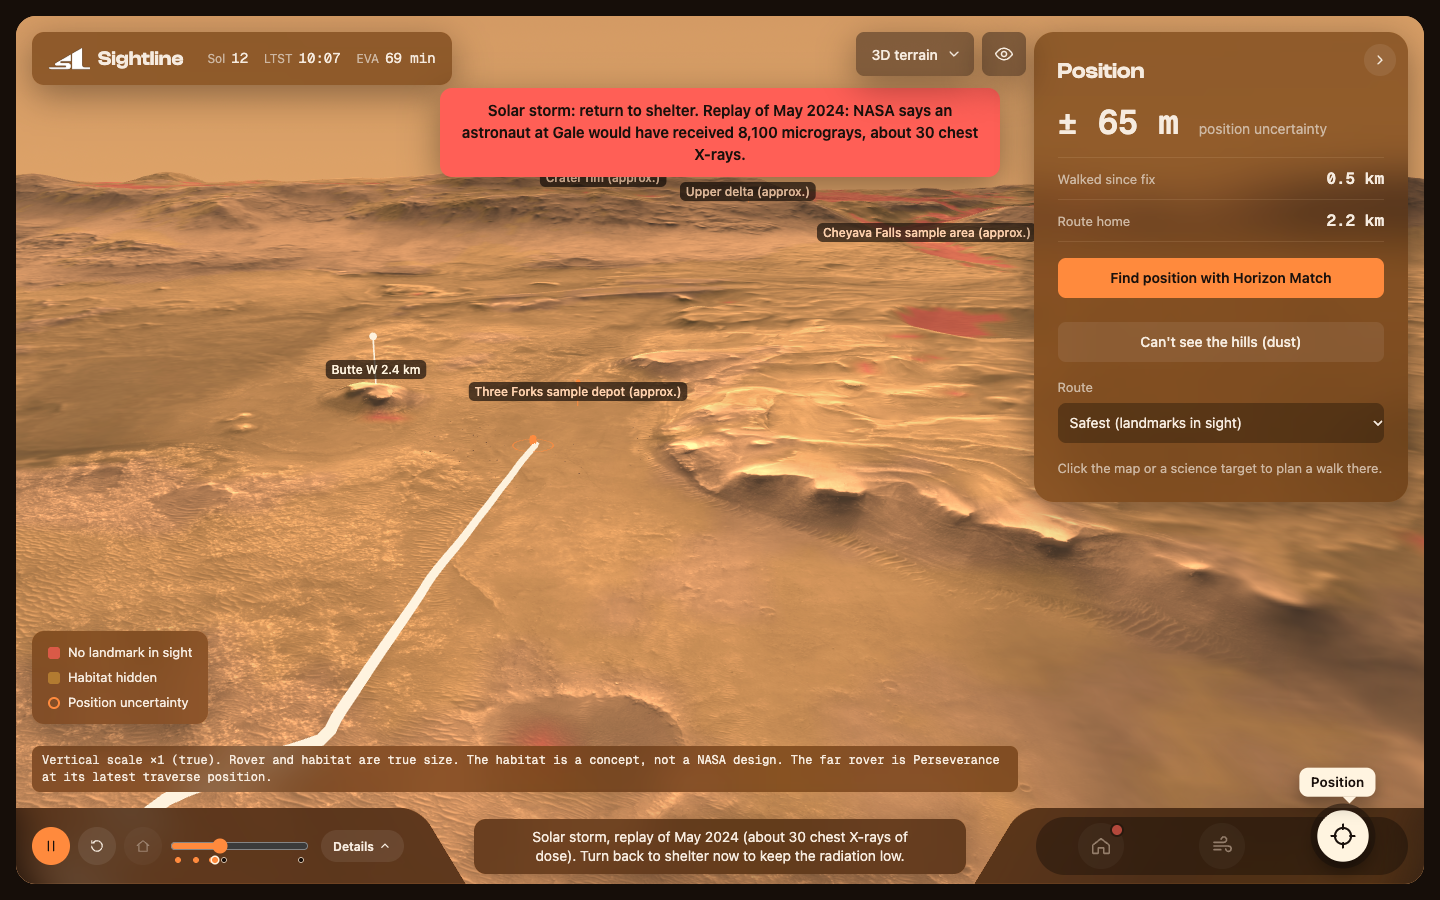 Sightline
Sol 12 LTST 10:07 EVA 69 min
3D terrain
Solar storm: return to shelter. Replay of May 2024: NASA says an
astronaut at Gale would have received 8,100 micrograys, about 30 chest
X-rays.
Crater rim (approx.)
Upper delta (approx.)
Cheyava Falls sample area (approx.)
Butte W 2.4 km
Three Forks sample depot (approx.)
Position
± 65 m position uncertainty
Walked since fix 0.5 km
Route home 2.2 km
Find position with Horizon Match
Can't see the hills (dust)
Route
Safest (landmarks in sight)
Click the map or a science target to plan a walk there.
No landmark in sight
Habitat hidden
Position uncertainty
Vertical scale ×1 (true). Rover and habitat are true size. The habitat is a concept, not a NASA design. The far rover is Perseverance
at its latest traverse position.
Details
Solar storm, replay of May 2024 (about 30 chest X-rays of
dose). Turn back to shelter now to keep the radiation low.
Position